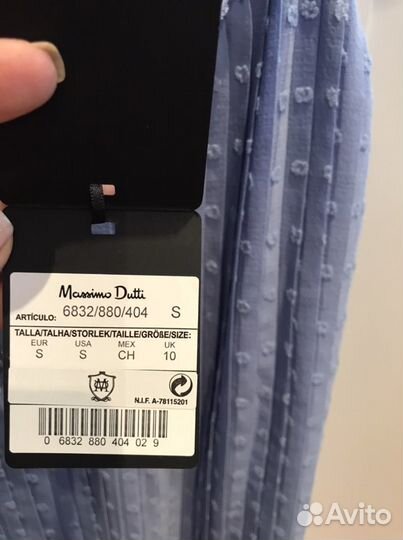 Massimo Dutti
ARTÍCULO: 6832/880/404 S
TALLA/TALHA/STORLEK/TAILLE/GRÖßE/SIZE:
EUR USA MEX UK
S S CH 10
N.I.F. A-78115201
0 6832 880 404 02 9
Avito